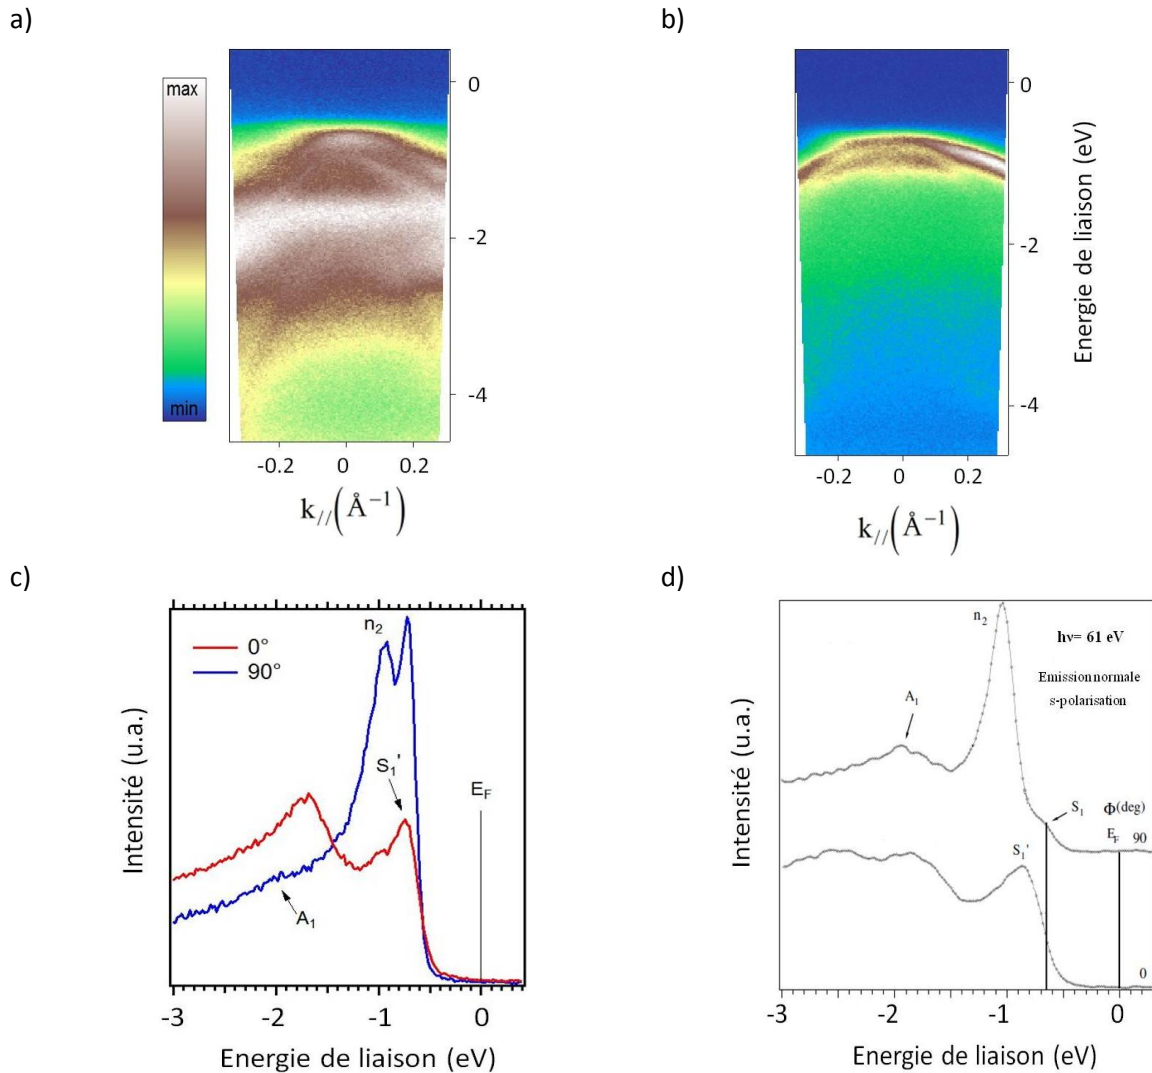 a)
max
min
0
-2
-4
-0.2
0
0.2
k//(Å⁻¹)
b)
0
-2
-4
Energie de liaison (eV)
-0.2
0
0.2
k//(Å⁻¹)
c)
0°
90°
n₂
S₁'
E_F
A₁
Intensité (u.a.)
-3
-2
-1
0
Energie de liaison (eV)
d)
n₂
hν= 61 eV
Emission normale
s-polarisation
A₁
S₁
Φ(deg)
E_F 90
S₁'
0
Intensité (u.a.)
-3
-2
-1
0
Energie de liaison (eV)